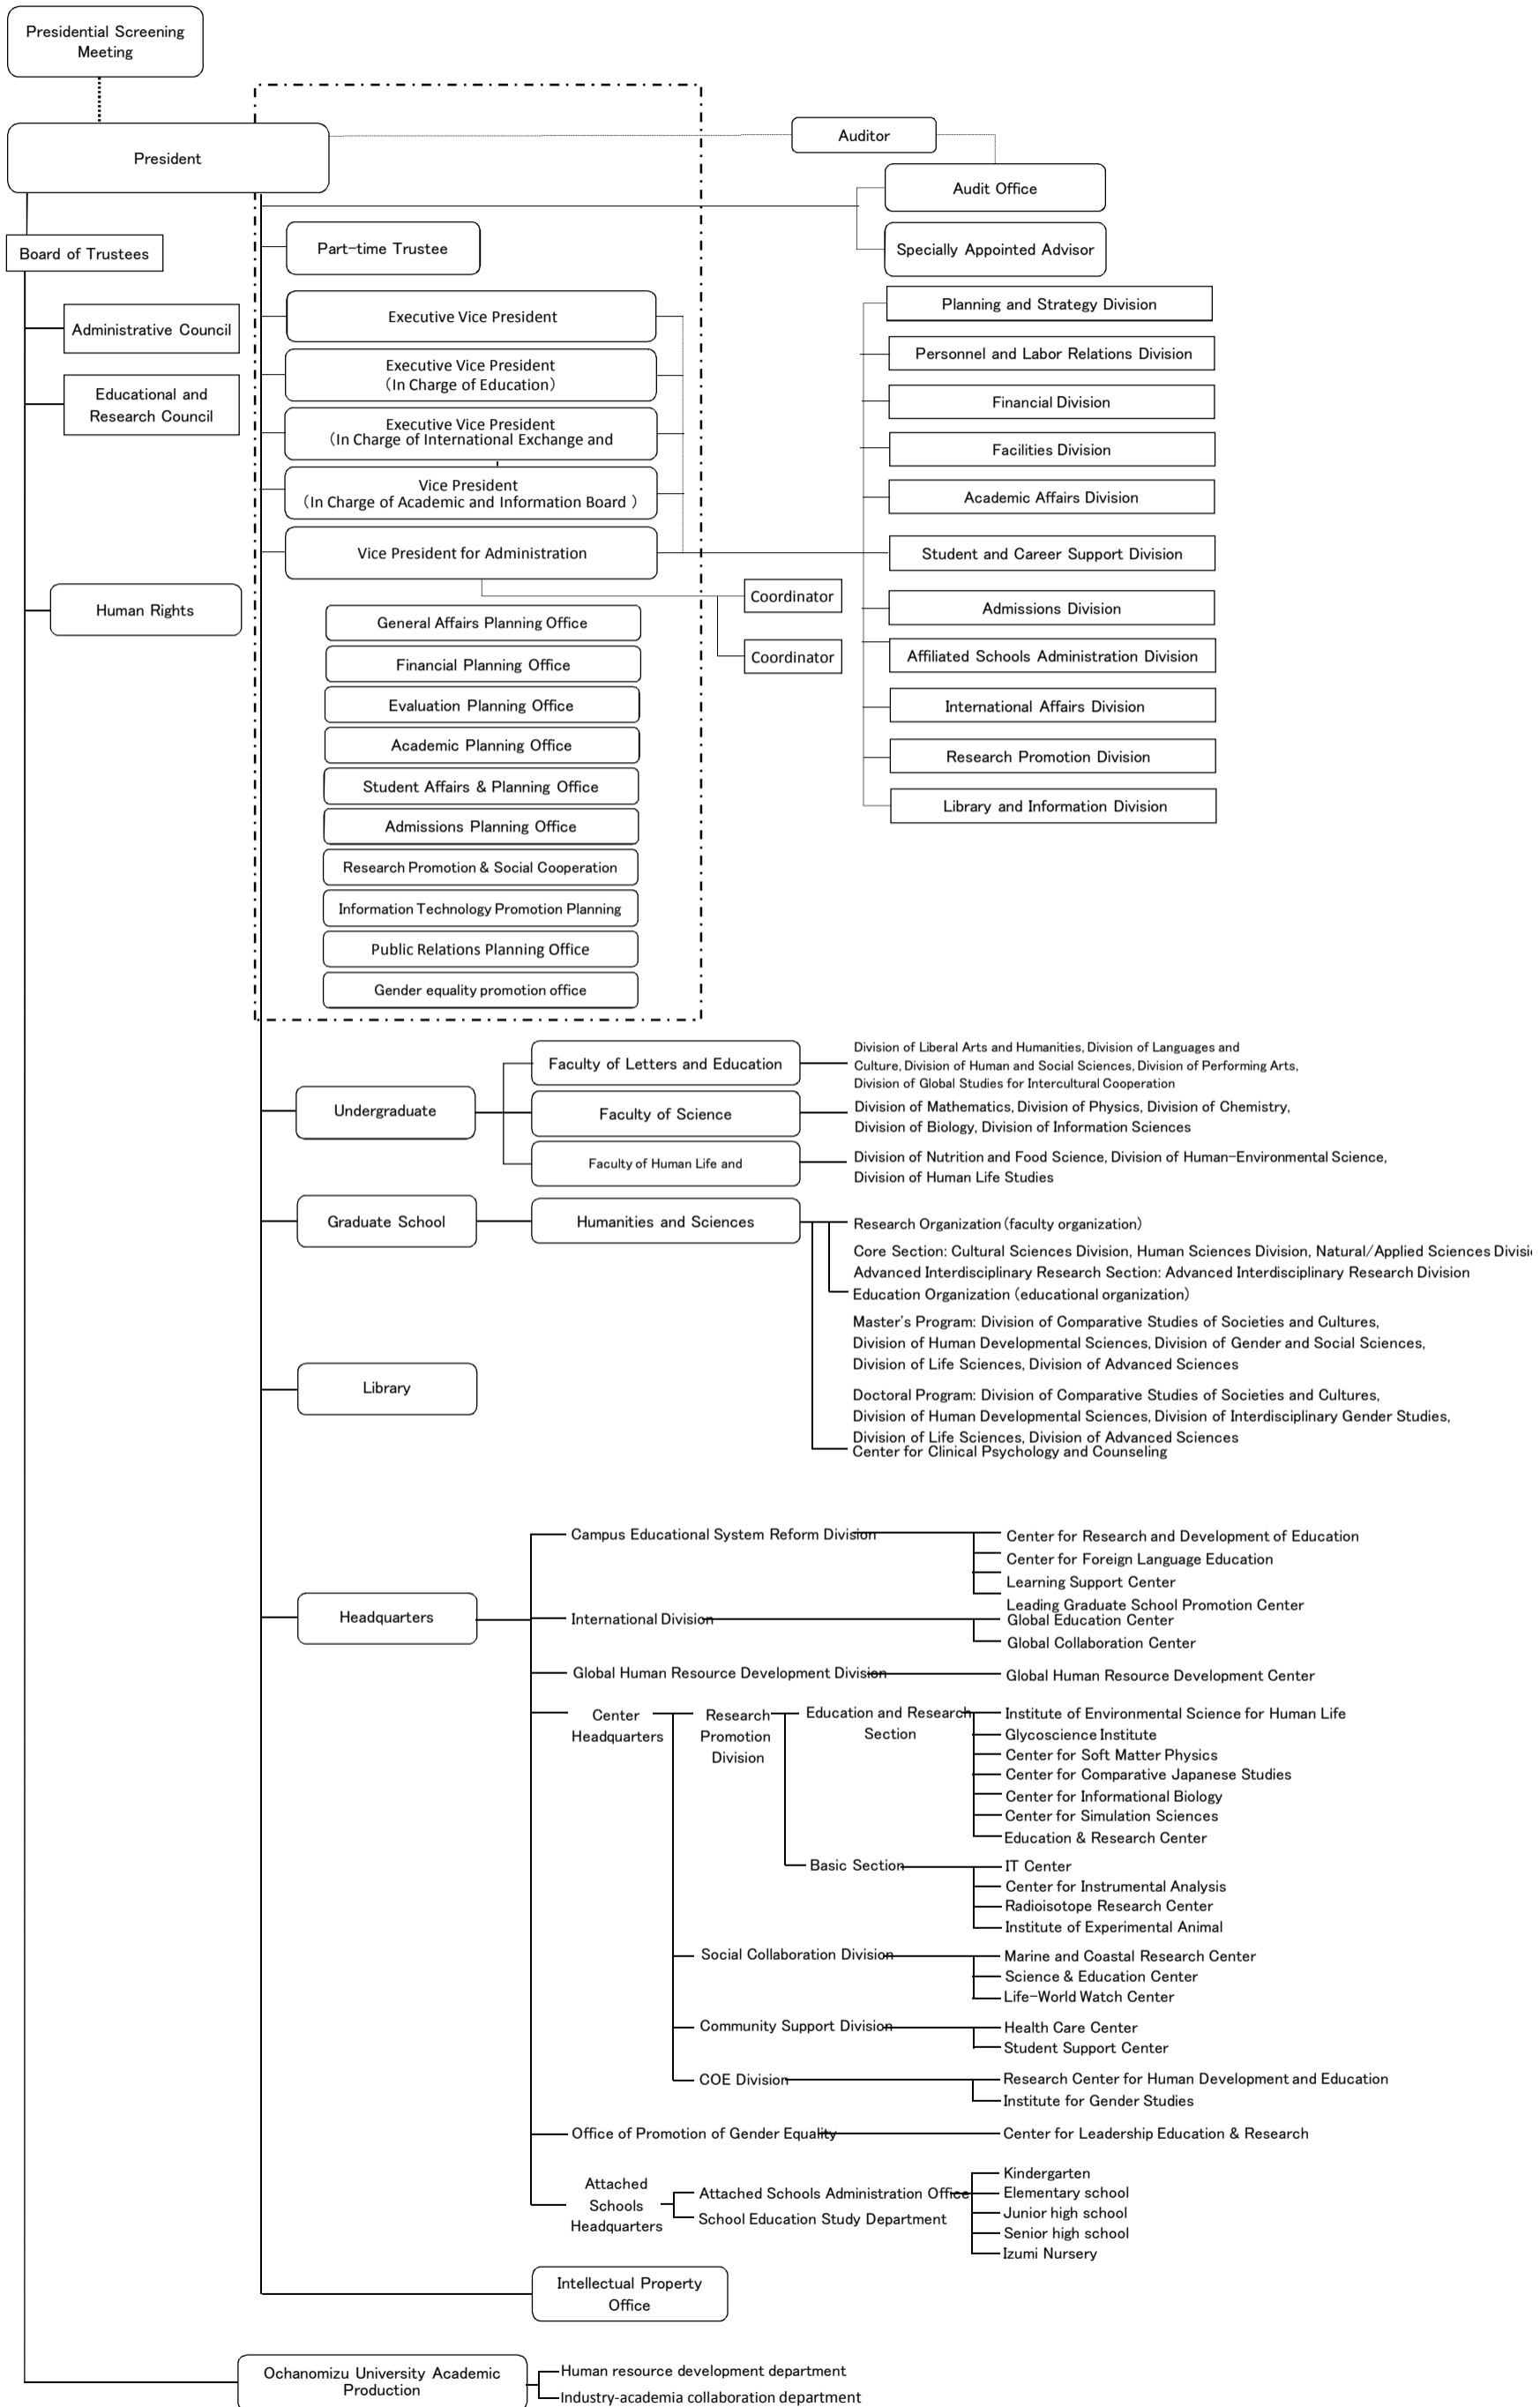 Presidential Screening
Meeting
President
Auditor
Audit Office
Specially Appointed Advisor
Board of Trustees
Part-time Trustee
Administrative Council
Educational and
Research Council
Human Rights
Executive Vice President
Executive Vice President
(In Charge of Education)
Executive Vice President
(In Charge of International Exchange and
Vice President
(In Charge of Academic and Information Board )
Vice President for Administration
Coordinator
Coordinator
Planning and Strategy Division
Personnel and Labor Relations Division
Financial Division
Facilities Division
Academic Affairs Division
Student and Career Support Division
Admissions Division
Affiliated Schools Administration Division
International Affairs Division
Research Promotion Division
Library and Information Division
General Affairs Planning Office
Financial Planning Office
Evaluation Planning Office
Academic Planning Office
Student Affairs & Planning Office
Admissions Planning Office
Research Promotion & Social Cooperation
Information Technology Promotion Planning
Public Relations Planning Office
Gender equality promotion office
Undergraduate
Faculty of Letters and Education
Division of Liberal Arts and Humanities, Division of Languages and
Culture, Division of Human and Social Sciences, Division of Performing Arts,
Division of Global Studies for Intercultural Cooperation
Faculty of Science
Division of Mathematics, Division of Physics, Division of Chemistry,
Division of Biology, Division of Information Sciences
Faculty of Human Life and
Division of Nutrition and Food Science, Division of Human-Environmental Science,
Division of Human Life Studies
Graduate School
Humanities and Sciences
Research Organization (faculty organization)
Core Section: Cultural Sciences Division, Human Sciences Division, Natural/Applied Sciences Divisi
Advanced Interdisciplinary Research Section: Advanced Interdisciplinary Research Division
Education Organization (educational organization)
Master's Program: Division of Comparative Studies of Societies and Cultures,
Division of Human Developmental Sciences, Division of Gender and Social Sciences,
Division of Life Sciences, Division of Advanced Sciences
Doctoral Program: Division of Comparative Studies of Societies and Cultures,
Division of Human Developmental Sciences, Division of Interdisciplinary Gender Studies,
Division of Life Sciences, Division of Advanced Sciences
Center for Clinical Psychology and Counseling
Library
Headquarters
Campus Educational System Reform Division
Center for Research and Development of Education
Center for Foreign Language Education
Learning Support Center
Leading Graduate School Promotion Center
International Division
Global Education Center
Global Collaboration Center
Global Human Resource Development Division
Global Human Resource Development Center
Center
Headquarters
Research
Promotion
Division
Education and Research
Section
Institute of Environmental Science for Human Life
Glycoscience Institute
Center for Soft Matter Physics
Center for Comparative Japanese Studies
Center for Informational Biology
Center for Simulation Sciences
Education & Research Center
Basic Section
IT Center
Center for Instrumental Analysis
Radioisotope Research Center
Institute of Experimental Animal
Social Collaboration Division
Marine and Coastal Research Center
Science & Education Center
Life-World Watch Center
Community Support Division
Health Care Center
Student Support Center
COE Division
Research Center for Human Development and Education
Institute for Gender Studies
Office of Promotion of Gender Equality
Center for Leadership Education & Research
Attached
Schools
Headquarters
Attached Schools Administration Office
School Education Study Department
Kindergarten
Elementary school
Junior high school
Senior high school
Izumi Nursery
Intellectual Property
Office
Ochanomizu University Academic
Production
Human resource development department
Industry-academia collaboration department